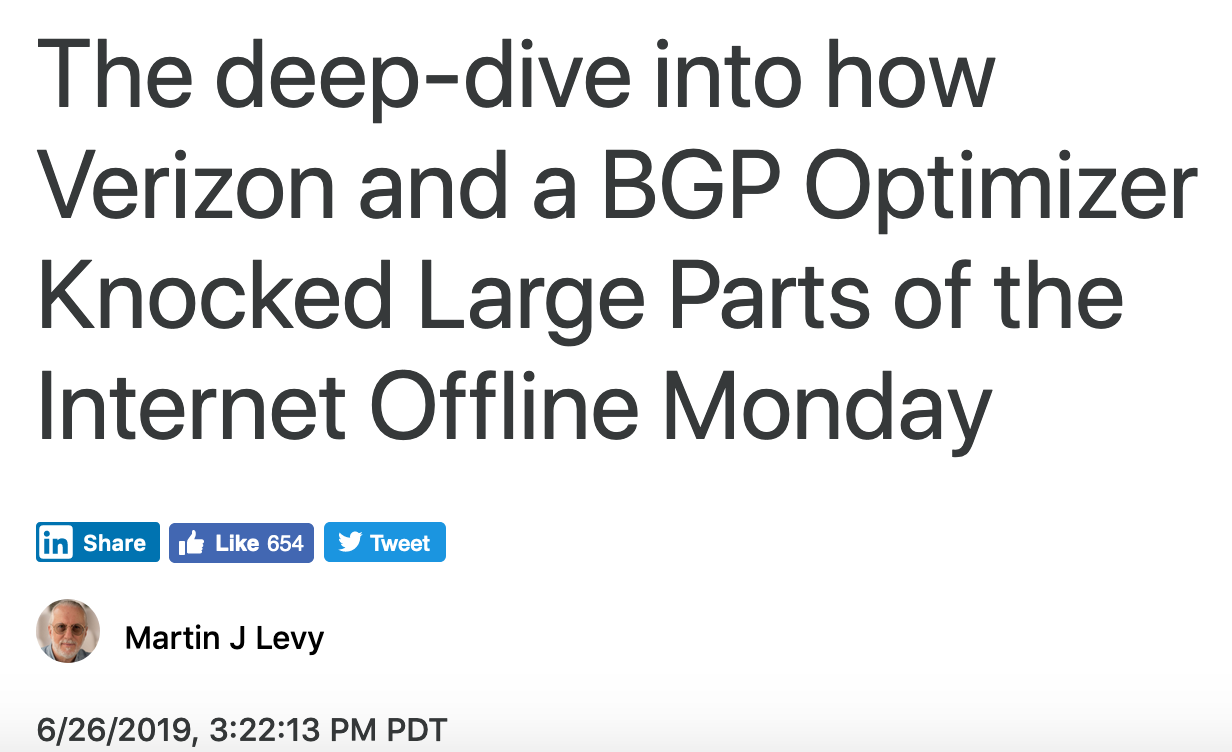 The deep-dive into how
Verizon and a BGP Optimizer
Knocked Large Parts of the
Internet Offline Monday
in Share Like 654 Tweet
Martin J Levy
6/26/2019, 3:22:13 PM PDT